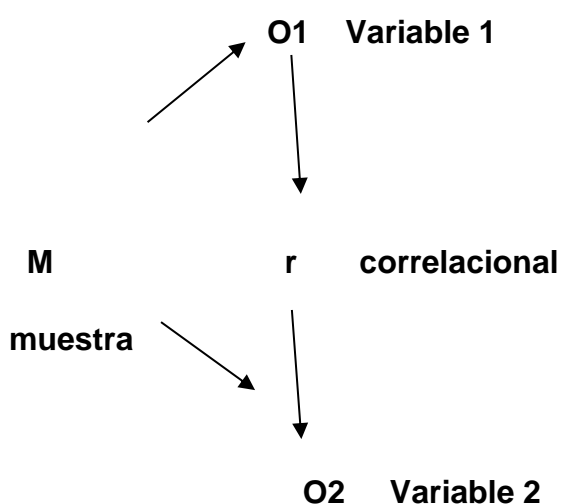 O1 Variable 1
M r correlacional
muestra
O2 Variable 2